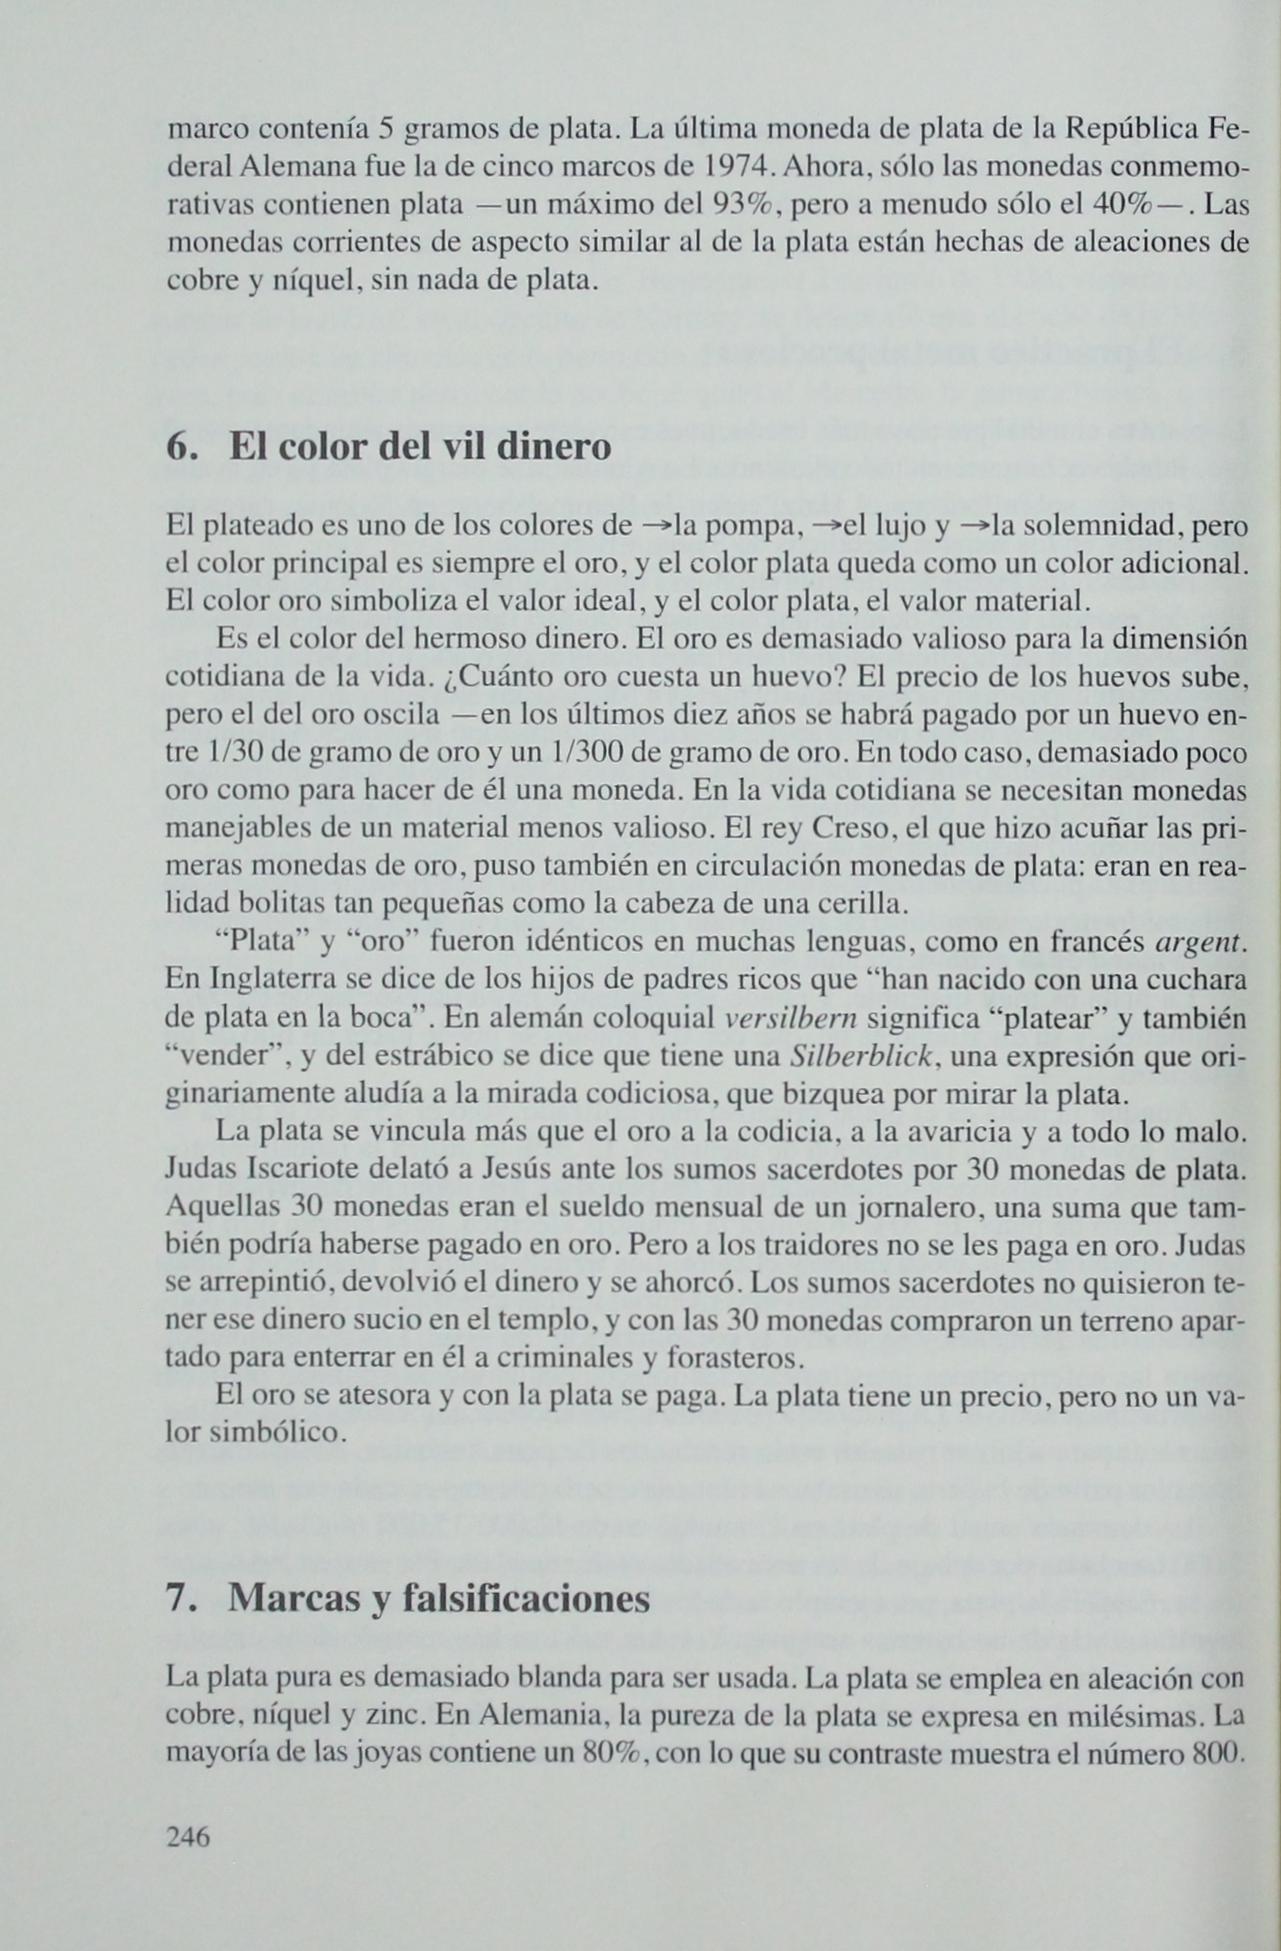 marco contenía 5 gramos de plata. La última moneda de plata de la República Fe-
deral Alemana fue la de cinco marcos de 1974. Ahora, sólo las monedas conmemo-
rativas contienen plata —un máximo del 93%, pero a menudo sólo el 40%—. Las
monedas corrientes de aspecto similar al de la plata están hechas de aleaciones de
cobre y níquel, sin nada de plata.
6. El color del vil dinero
El plateado es uno de los colores de →la pompa, →el lujo y →la solemnidad, pero
el color principal es siempre el oro, y el color plata queda como un color adicional.
El color oro simboliza el valor ideal, y el color plata, el valor material.
Es el color del hermoso dinero. El oro es demasiado valioso para la dimensión
cotidiana de la vida. ¿Cuánto oro cuesta un huevo? El precio de los huevos sube,
pero el del oro oscila —en los últimos diez años se habrá pagado por un huevo en-
tre 1/30 de gramo de oro y un 1/300 de gramo de oro. En todo caso, demasiado poco
oro como para hacer de él una moneda. En la vida cotidiana se necesitan monedas
manejables de un material menos valioso. El rey Creso, el que hizo acuñar las pri-
meras monedas de oro, puso también en circulación monedas de plata: eran en rea-
lidad bolitas tan pequeñas como la cabeza de una cerilla.
“Plata” y “oro” fueron idénticos en muchas lenguas, como en francés argent.
En Inglaterra se dice de los hijos de padres ricos que “han nacido con una cuchara
de plata en la boca”. En alemán coloquial versilbern significa “platear” y también
“vender”, y del estrábico se dice que tiene una Silberblick, una expresión que ori-
ginariamente aludía a la mirada codiciosa, que bizquea por mirar la plata.
La plata se vincula más que el oro a la codicia, a la avaricia y a todo lo malo.
Judas Iscariote delató a Jesús ante los sumos sacerdotes por 30 monedas de plata.
Aquellas 30 monedas eran el sueldo mensual de un jornalero, una suma que tam-
bién podría haberse pagado en oro. Pero a los traidores no se les paga en oro. Judas
se arrepintió, devolvió el dinero y se ahorcó. Los sumos sacerdotes no quisieron te-
ner ese dinero sucio en el templo, y con las 30 monedas compraron un terreno apar-
tado para enterrar en él a criminales y forasteros.
El oro se atesora y con la plata se paga. La plata tiene un precio, pero no un va-
lor simbólico.
7. Marcas y falsificaciones
La plata pura es demasiado blanda para ser usada. La plata se emplea en aleación con
cobre, níquel y zinc. En Alemania, la pureza de la plata se expresa en milésimas. La
mayoría de las joyas contiene un 80%, con lo que su contraste muestra el número 800.
246